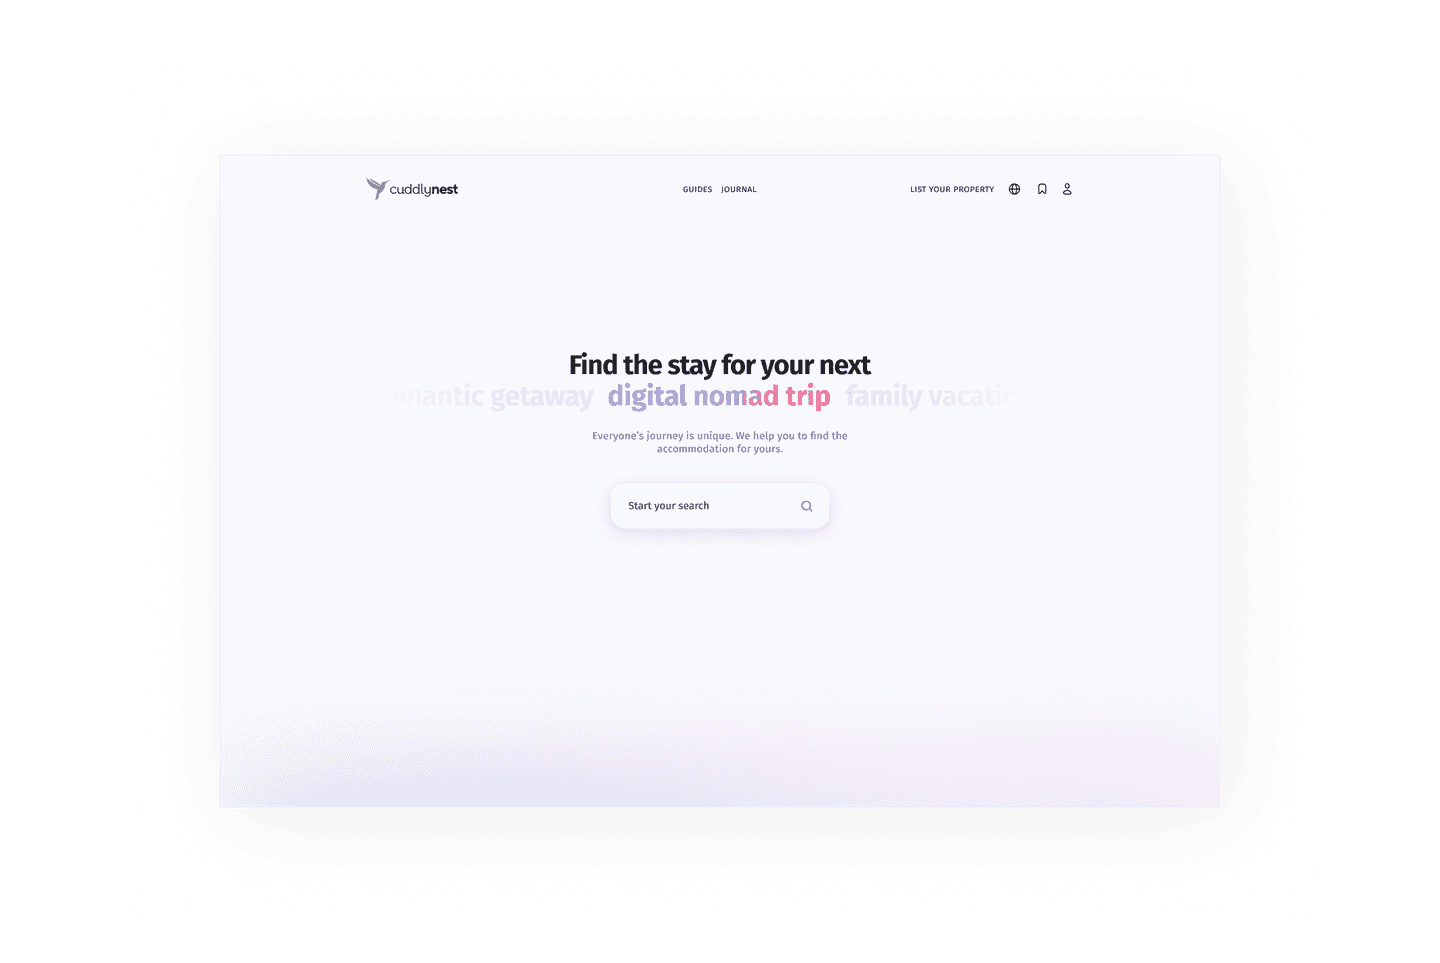 cuddlynest
GUIDES JOURNAL
LIST YOUR PROPERTY
Find the stay for your next
omantic getaway digital nomad trip family vacation
Everyone's journey is unique. We help you to find the
accommodation for yours.
Start your search